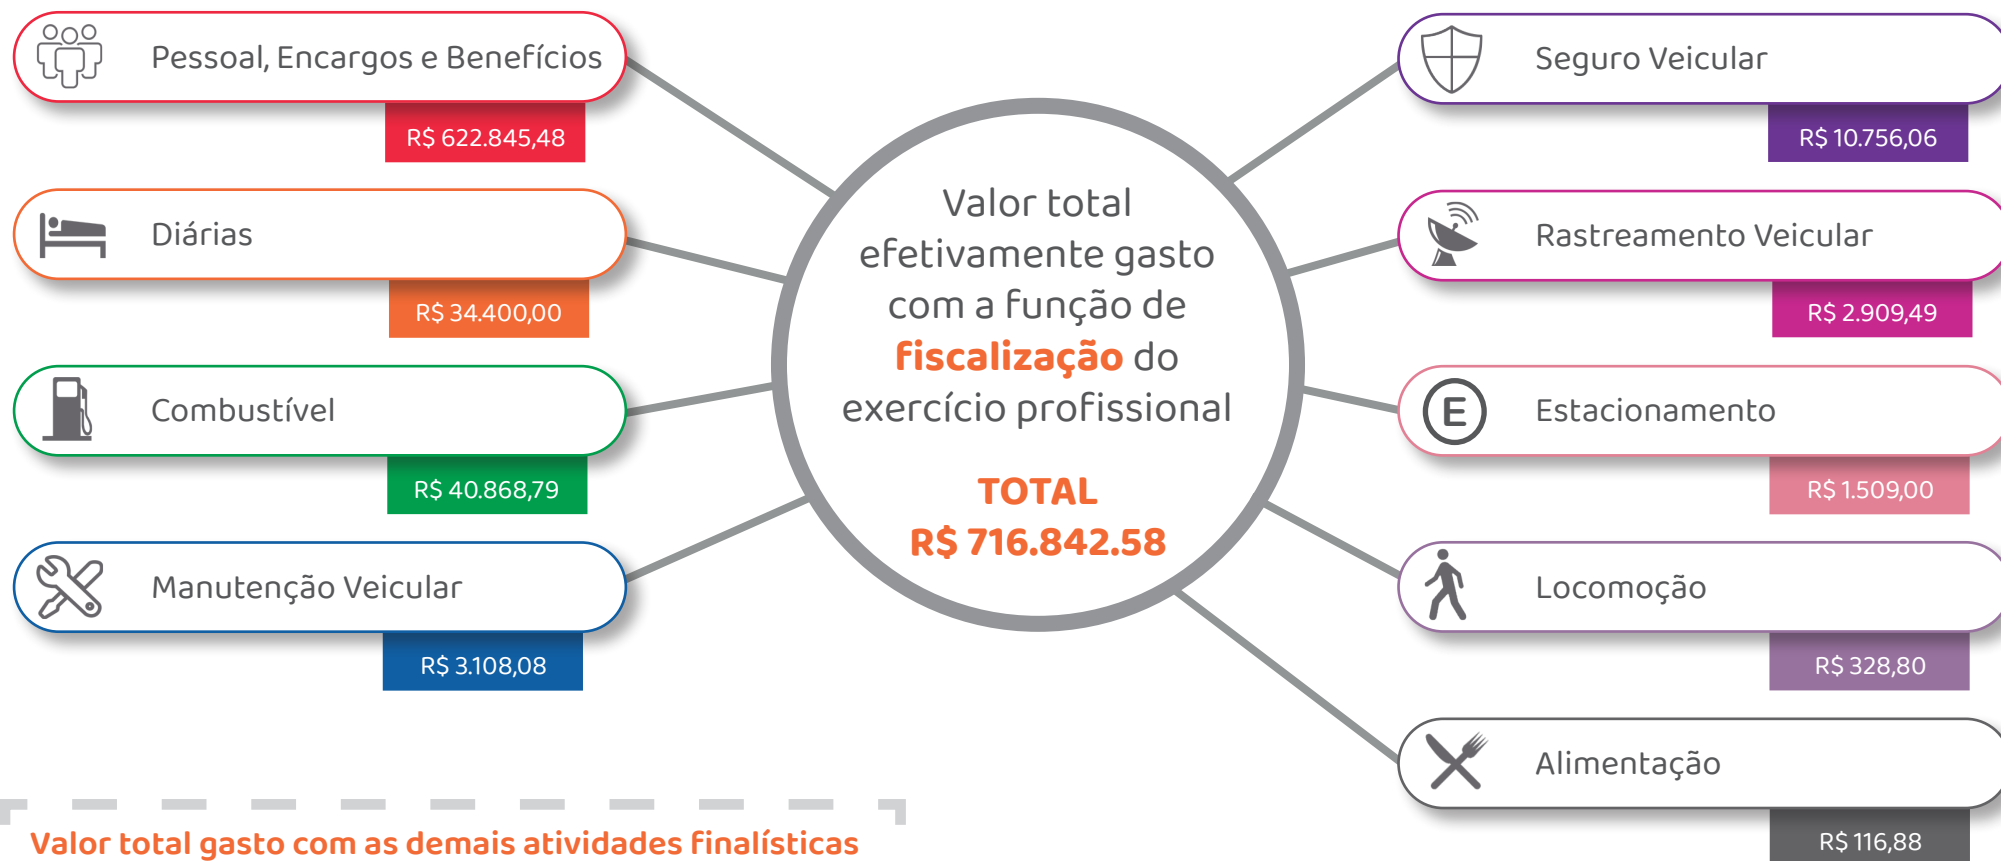 Pessoal, Encargos e Benefícios
R$ 622.845,48
Diárias
R$ 34.400,00
Combustível
R$ 40.868,79
Manutenção Veicular
R$ 3.108,08
Valor total
efetivamente gasto
com a função de
fiscalização do
exercício profissional
TOTAL
R$ 716.842.58
Seguro Veicular
R$ 10.756,06
Rastreamento Veicular
R$ 2.909,49
E
Estacionamento
R$ 1.509,00
Locomoção
R$ 328,80
Alimentação
R$ 116,88
Valor total gasto com as demais atividades finalísticas